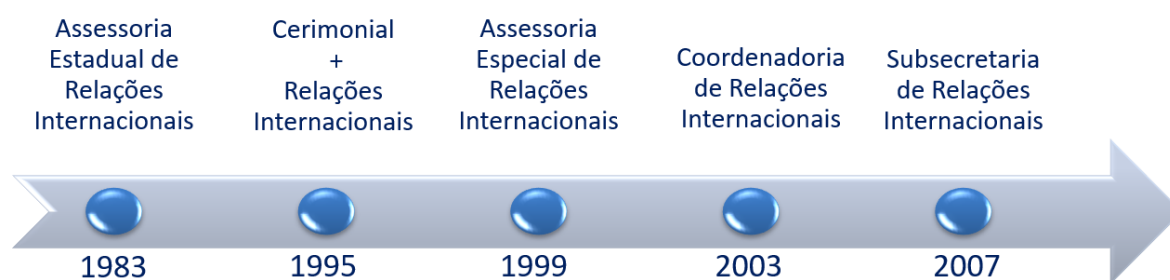 Assessoria
Estadual de
Relações
Internacionais
Cerimonial
+
Relações
Internacionais
Assessoria
Especial de
Relações
Internacionais
Coordenadoria
de Relações
Internacionais
Subsecretaria
de Relações
Internacionais
1983
1995
1999
2003
2007